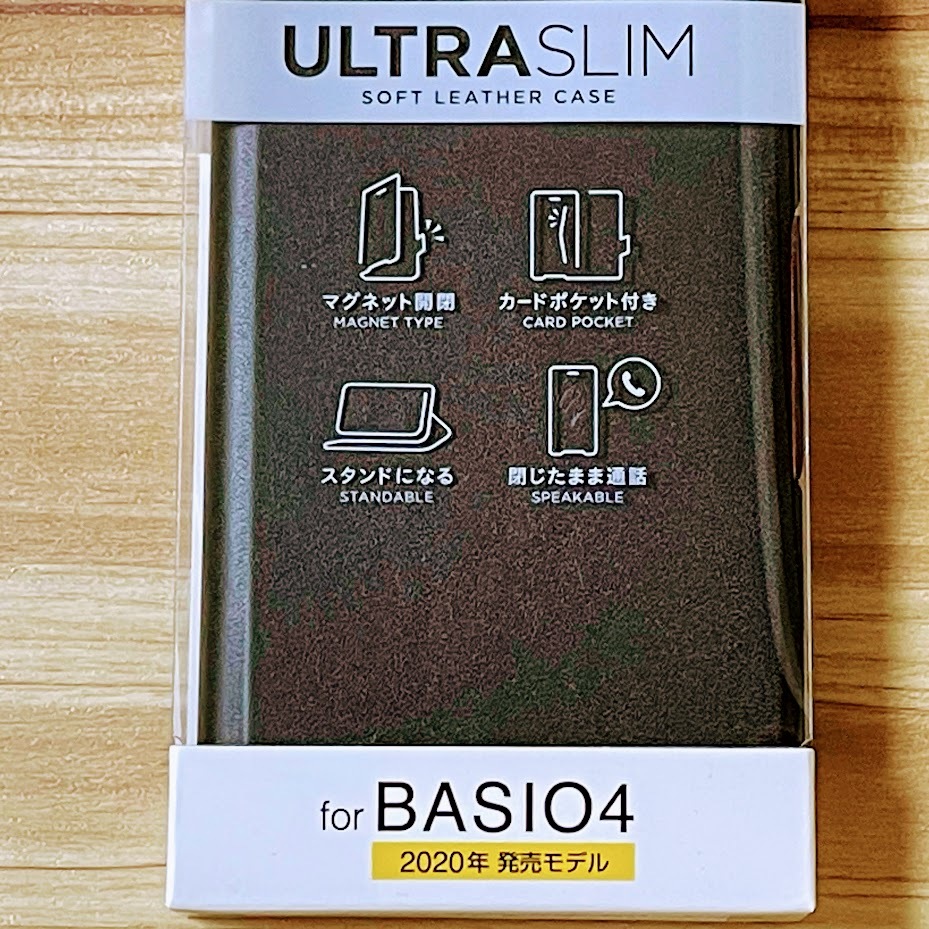 ULTRASLIM
SOFT LEATHER CASE
マグネット開閉
MAGNET TYPE
カードポケット付き
CARD POCKET
スタンドになる
STANDABLE
閉じたまま通話
SPEAKABLE
for BASIO4
2020年 発売モデル